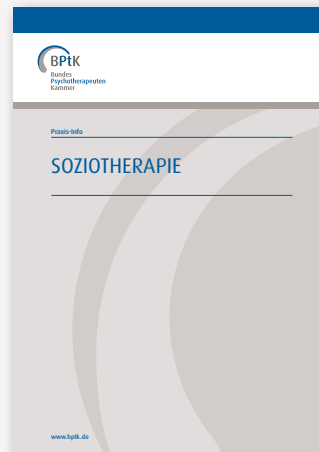 BPtK
Bundes
Psychotherapeuten
Kammer
Praxis-Info
SOZIOTHERAPIE
www.bptk.de